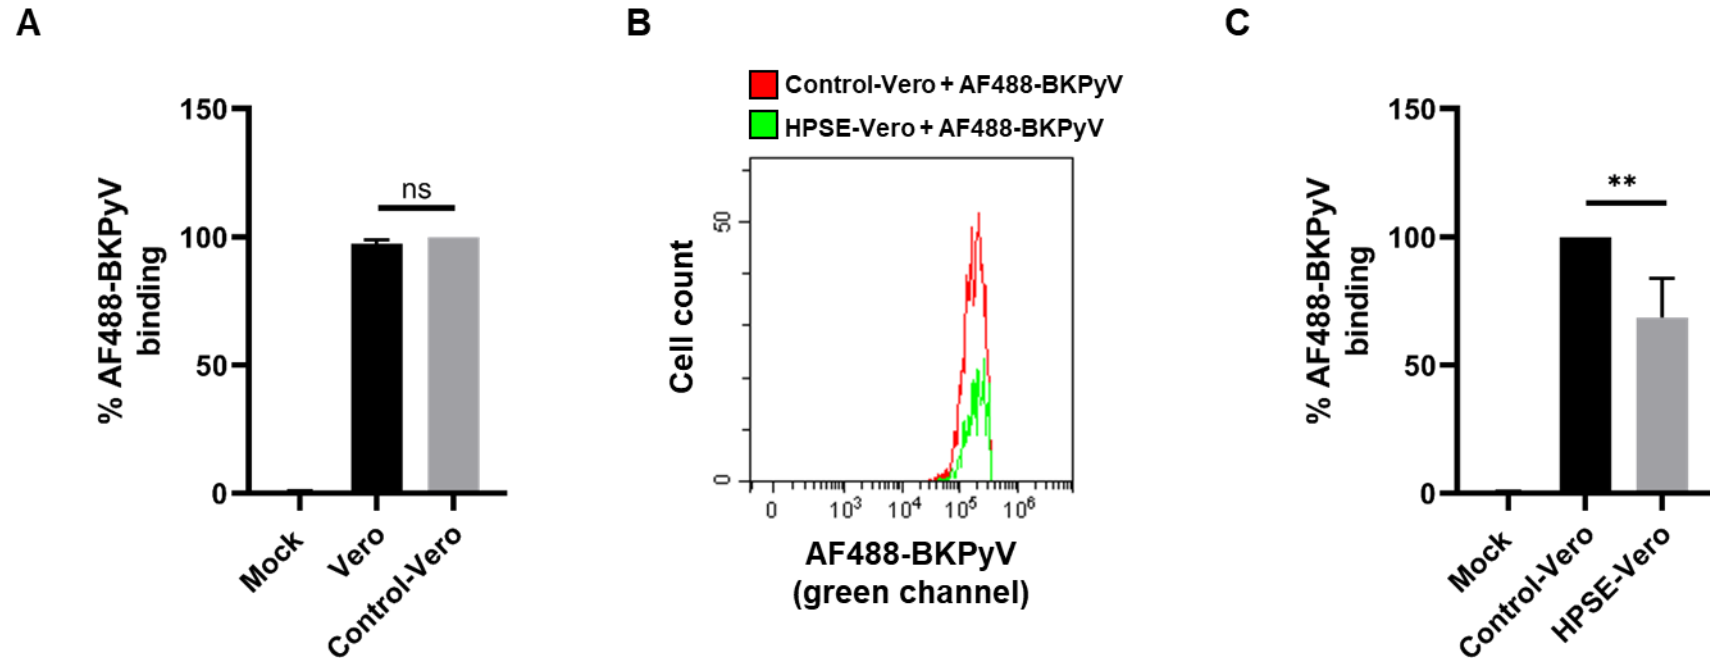 A
150
100
50
0
% AF488-BKPyV
binding
ns
Mock
Vero
Control-Vero
B
Control-Vero + AF488-BKPyV
HPSE-Vero + AF488-BKPyV
50
0
Cell count
0
10³
10⁴
10⁵
10⁶
AF488-BKPyV
(green channel)
C
150
100
50
0
% AF488-BKPyV
binding
**
Mock
Control-Vero
HPSE-Vero